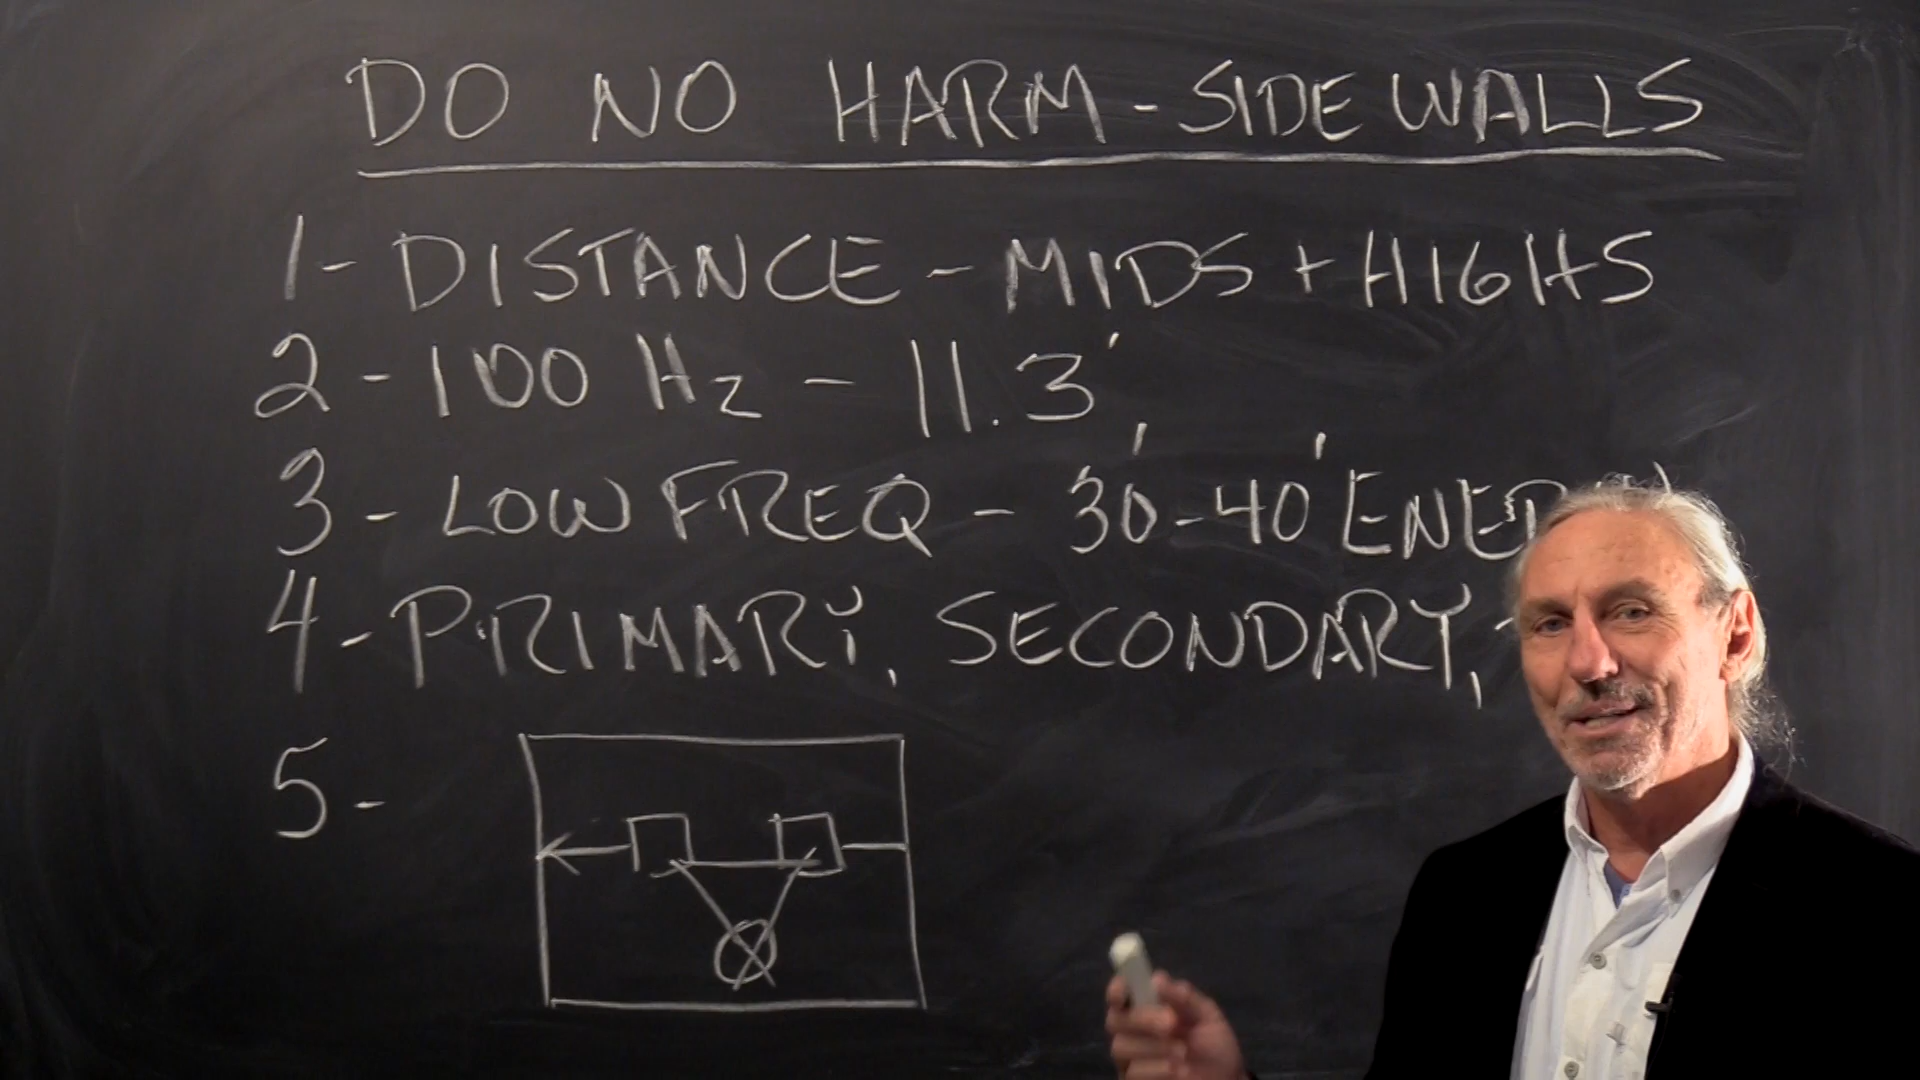 DO NO HARM - SIDE WALLS
1- DISTANCE - MIDS + HIGHS
2 - 100 Hz - 11.3'
3 - LOW FREQ - 30'-40'
4 - PRIMARY, SECONDARY,
5 -